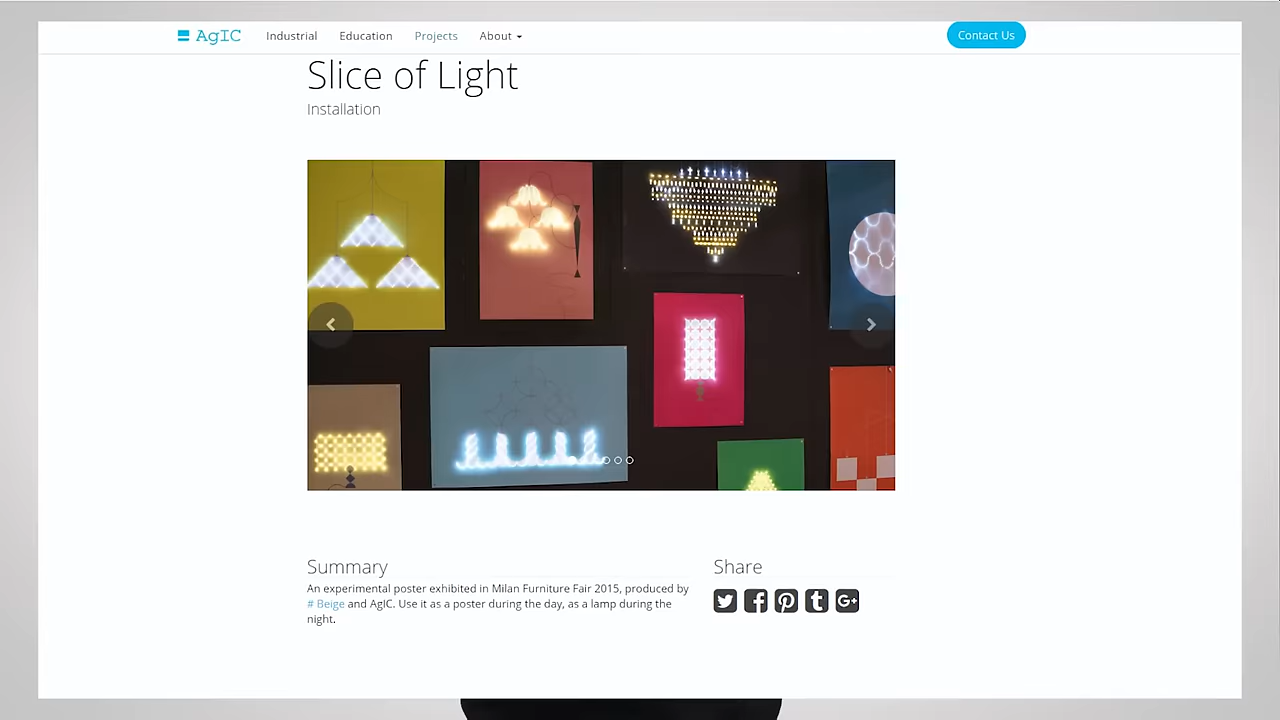 AgIC Industrial Education Projects About Contact Us
Slice of Light
Installation
Summary
An experimental poster exhibited in Milan Furniture Fair 2015, produced by
# Beige and AgIC. Use it as a poster during the day, as a lamp during the
night.
Share